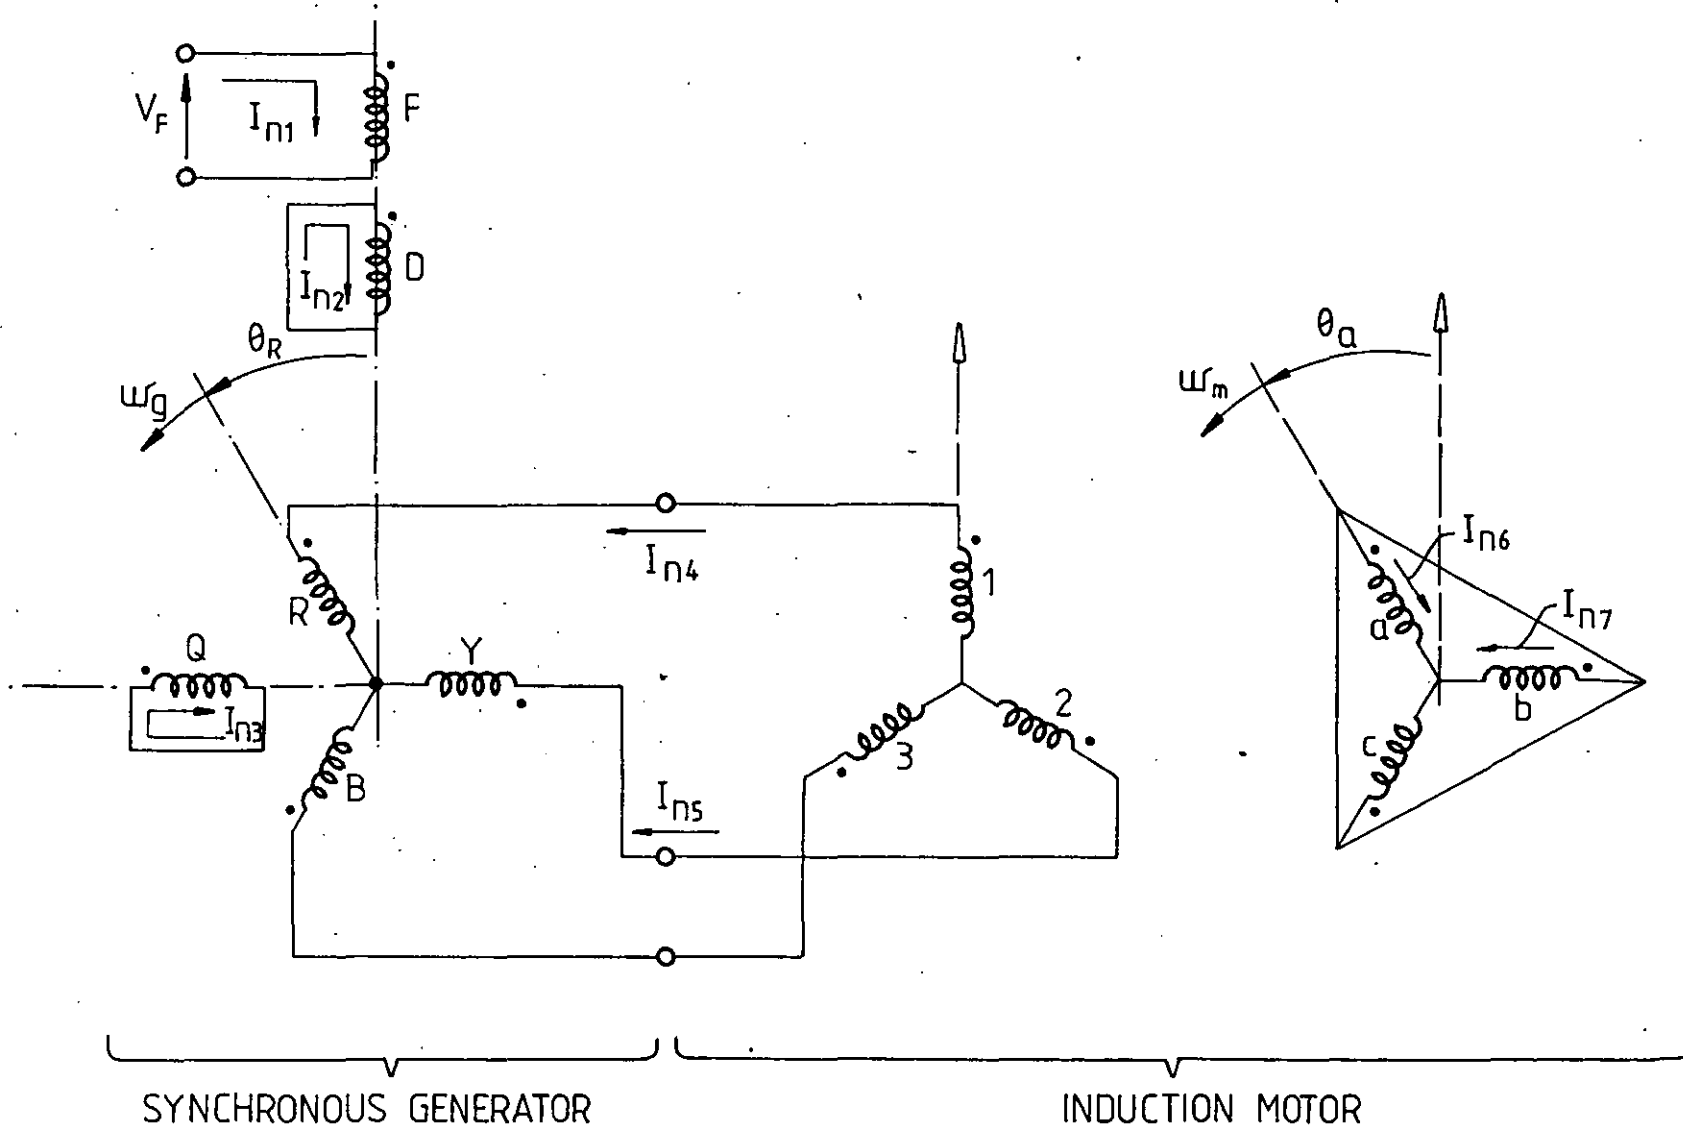 V_F
I_n1
F
I_n2
D
θ_R
ω_g
R
Q
I_n3
Y
B
I_n4
I_n5
1
2
3
θ_a
ω_m
I_n6
I_n7
a
b
c
SYNCHRONOUS GENERATOR
INDUCTION MOTOR